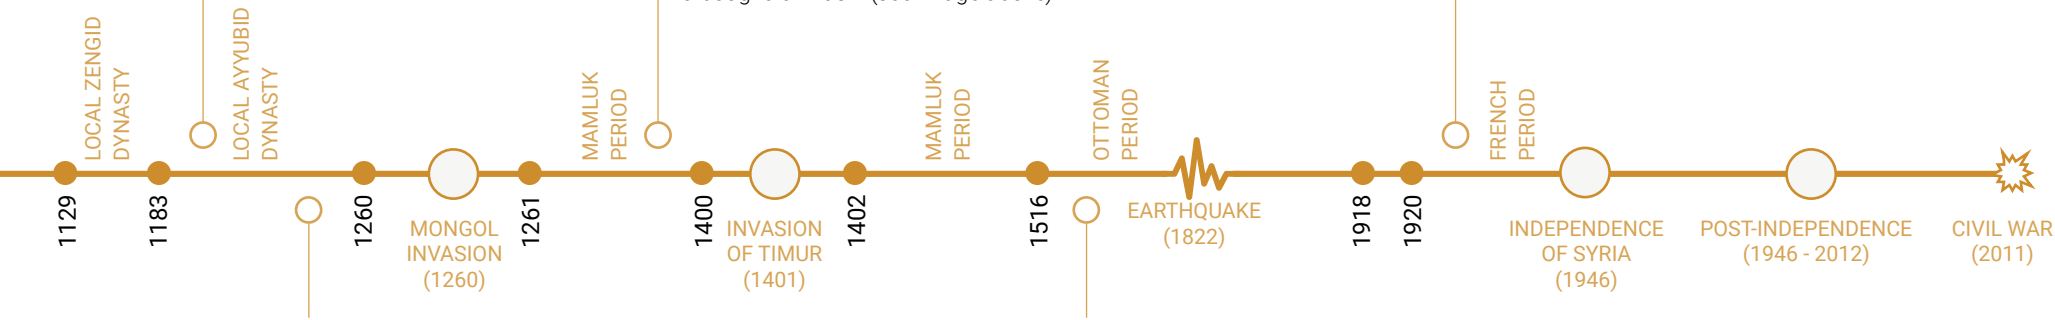 LOCAL ZENGID
DYNASTY
LOCAL AYYUBID
DYNASTY
MAMLUK
PERIOD
MAMLUK
PERIOD
OTTOMAN
PERIOD
FRENCH
PERIOD
1129
1183
1260
MONGOL
INVASION
(1260)
1261
1400
INVASION
OF TIMUR
(1401)
1402
1516
EARTHQUAKE
(1822)
1918
1920
INDEPENDENCE
OF SYRIA
(1946)
POST-INDEPENDENCE
(1946 - 2012)
CIVIL WAR
(2011)